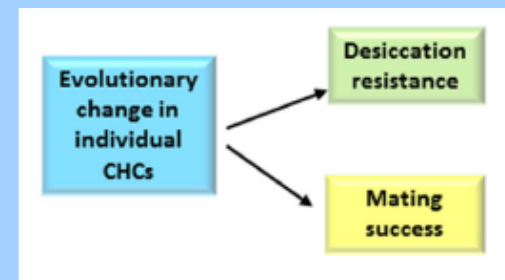 Evolutionary
change in
individual
CHCs
Desiccation
resistance
Mating
success